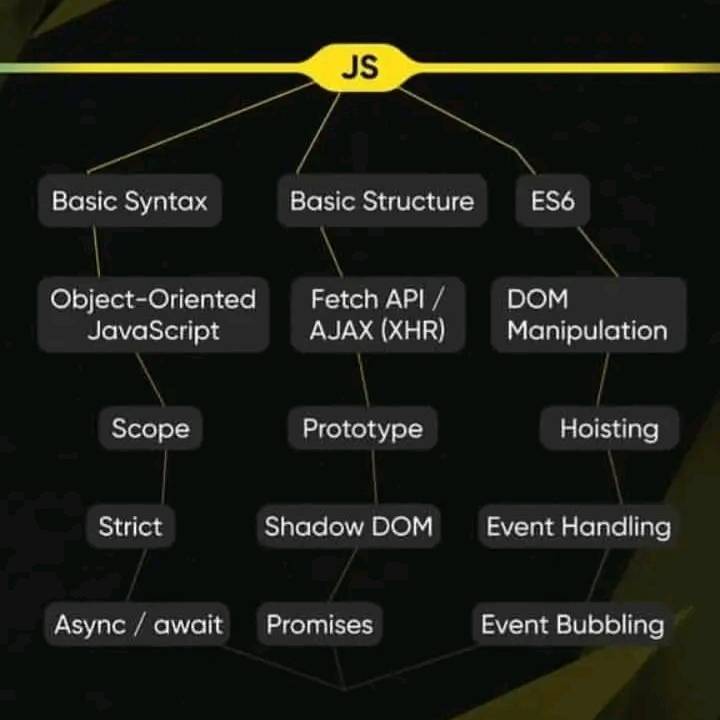 JS
Basic Syntax
Basic Structure
ES6
Object-Oriented
JavaScript
Fetch API /
AJAX (XHR)
DOM
Manipulation
Scope
Prototype
Hoisting
Strict
Shadow DOM
Event Handling
Async / await
Promises
Event Bubbling